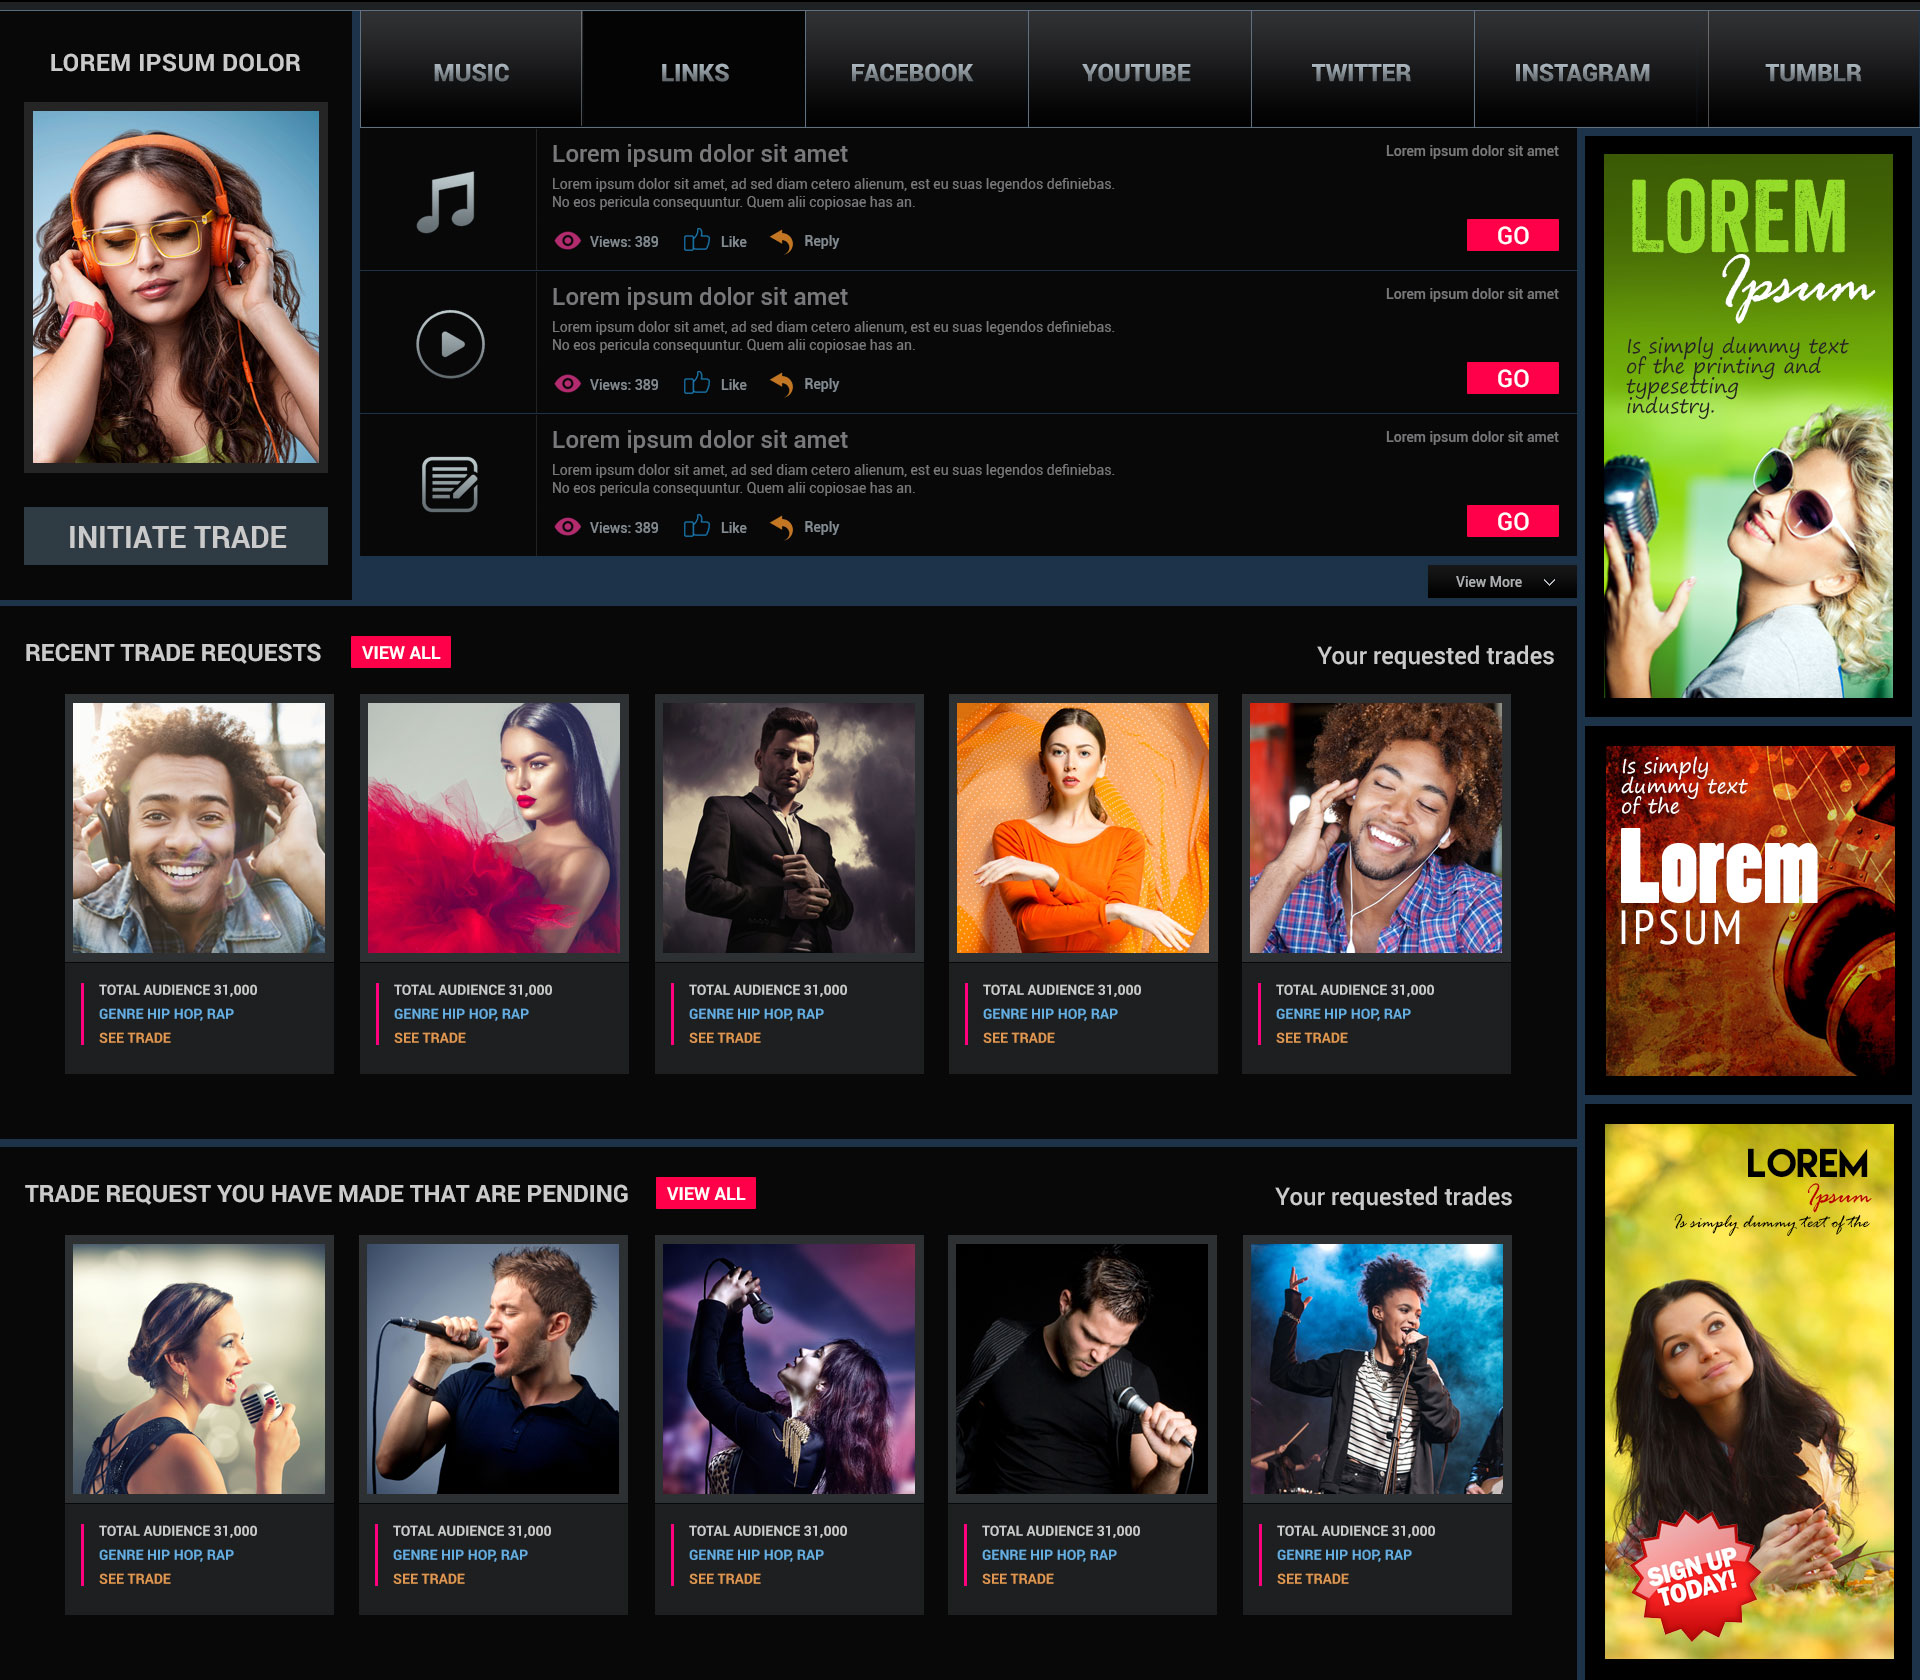 LOREM IPSUM DOLOR
INITIATE TRADE
MUSIC
LINKS
FACEBOOK
YOUTUBE
TWITTER
INSTAGRAM
TUMBLR
Lorem ipsum dolor sit amet
Lorem ipsum dolor sit amet
Lorem ipsum dolor sit amet, ad sed diam cetero alienum, est eu suas legendos definiebas.
No eos pericula consequuntur. Quem alii copiosae has an.
Views: 389
Like
Reply
GO
Lorem ipsum dolor sit amet
Lorem ipsum dolor sit amet
Lorem ipsum dolor sit amet, ad sed diam cetero alienum, est eu suas legendos definiebas.
No eos pericula consequuntur. Quem alii copiosae has an.
Views: 389
Like
Reply
GO
Lorem ipsum dolor sit amet
Lorem ipsum dolor sit amet
Lorem ipsum dolor sit amet, ad sed diam cetero alienum, est eu suas legendos definiebas.
No eos pericula consequuntur. Quem alii copiosae has an.
Views: 389
Like
Reply
GO
View More
LOREM
Ipsum
Is simply dummy text
of the printing and
typesetting
industry.
RECENT TRADE REQUESTS
VIEW ALL
Your requested trades
TOTAL AUDIENCE 31,000
GENRE HIP HOP, RAP
SEE TRADE
TOTAL AUDIENCE 31,000
GENRE HIP HOP, RAP
SEE TRADE
TOTAL AUDIENCE 31,000
GENRE HIP HOP, RAP
SEE TRADE
TOTAL AUDIENCE 31,000
GENRE HIP HOP, RAP
SEE TRADE
TOTAL AUDIENCE 31,000
GENRE HIP HOP, RAP
SEE TRADE
Is simply
dummy text
of the
Lorem
IPSUM
TRADE REQUEST YOU HAVE MADE THAT ARE PENDING
VIEW ALL
Your requested trades
TOTAL AUDIENCE 31,000
GENRE HIP HOP, RAP
SEE TRADE
TOTAL AUDIENCE 31,000
GENRE HIP HOP, RAP
SEE TRADE
TOTAL AUDIENCE 31,000
GENRE HIP HOP, RAP
SEE TRADE
TOTAL AUDIENCE 31,000
GENRE HIP HOP, RAP
SEE TRADE
TOTAL AUDIENCE 31,000
GENRE HIP HOP, RAP
SEE TRADE
LOREM
Ipsum
Is simply dummy text of the
SIGN UP
TODAY!